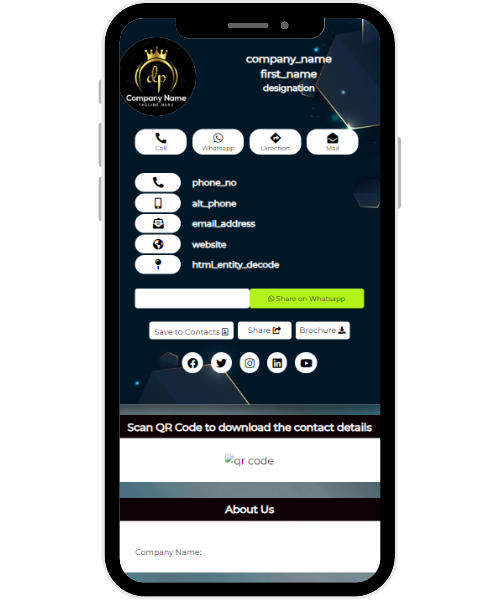 dp
Company Name
TAGLINE HERE
company_name
first_name
designation
Call
Whatsapp
Direction
Mail
phone_no
alt_phone
email_address
website
html_entity_decode
Share on Whatsapp
Save to Contacts
Share
Brochure
Scan QR Code to download the contact details
qr code
About Us
Company Name: